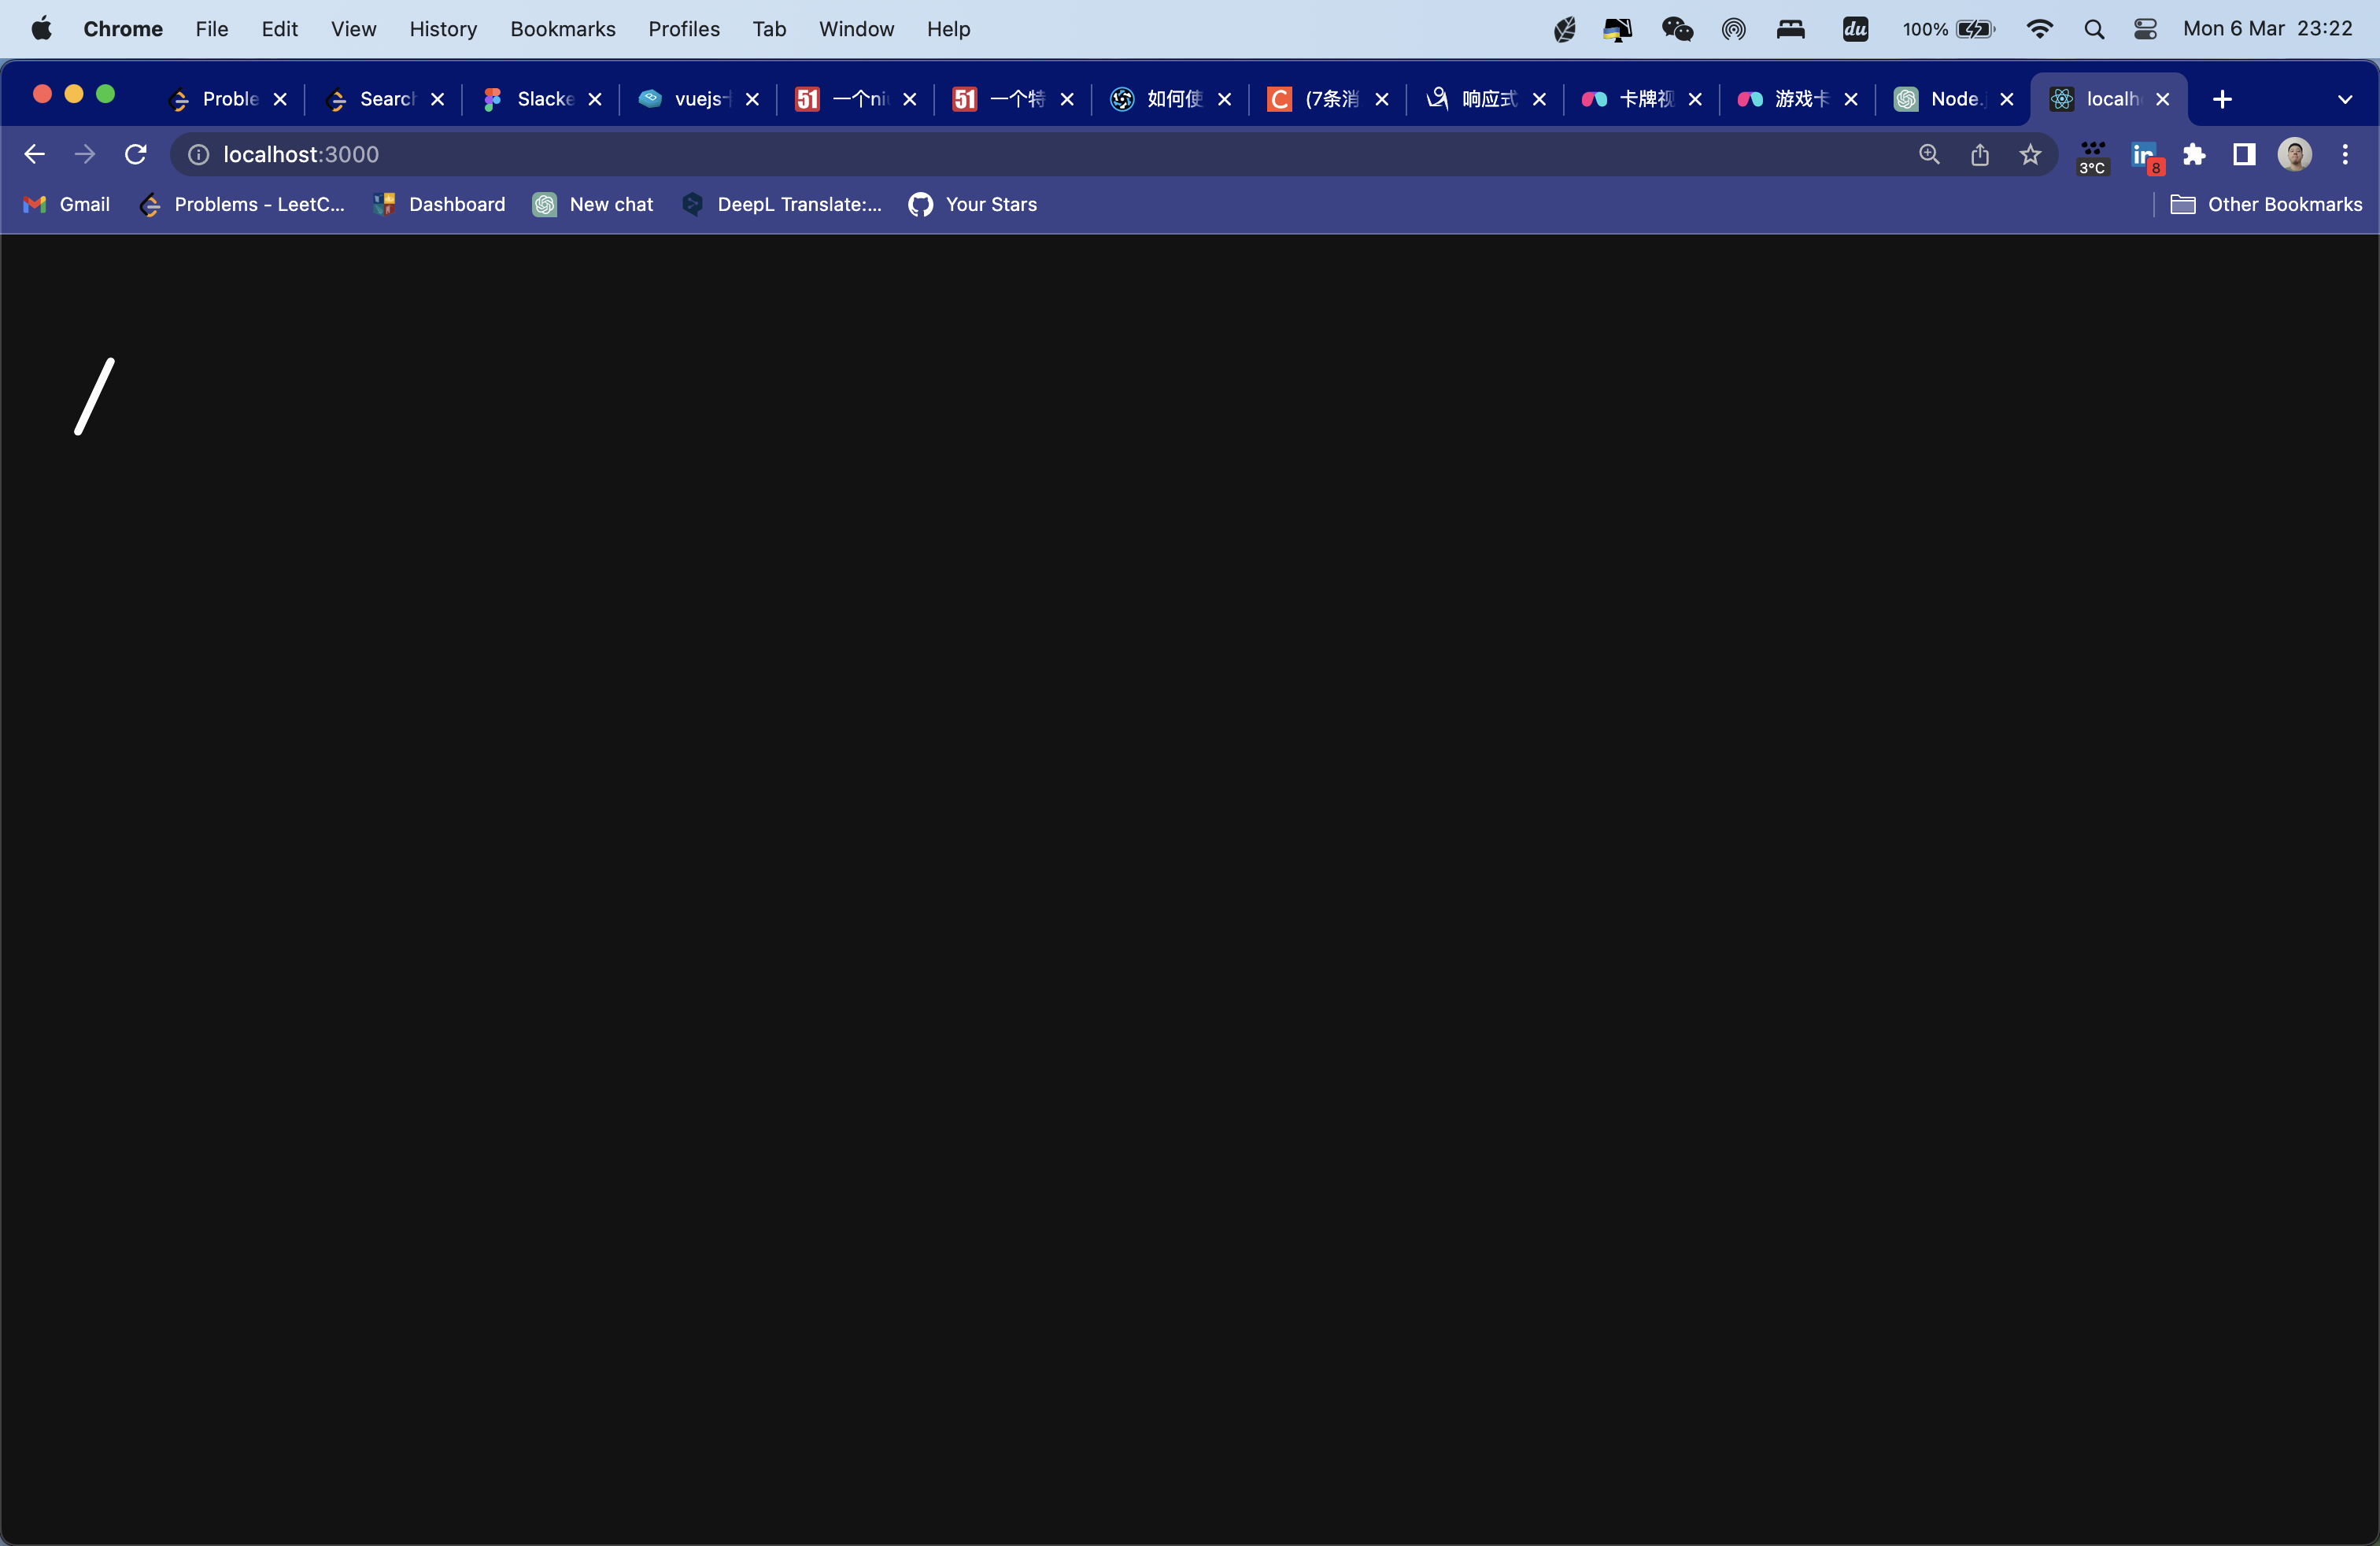 Chrome File Edit View History Bookmarks Profiles Tab Window Help du 100% Mon 6 Mar 23:22
Proble Search Slacke vuejs 51 一个ni 51 一个特 如何使 C (7条消 响应式 卡牌视 游戏卡 Node. localh
localhost:3000 3°C in 8
Gmail Problems - LeetC... Dashboard New chat DeepL Translate:... Your Stars Other Bookmarks
/